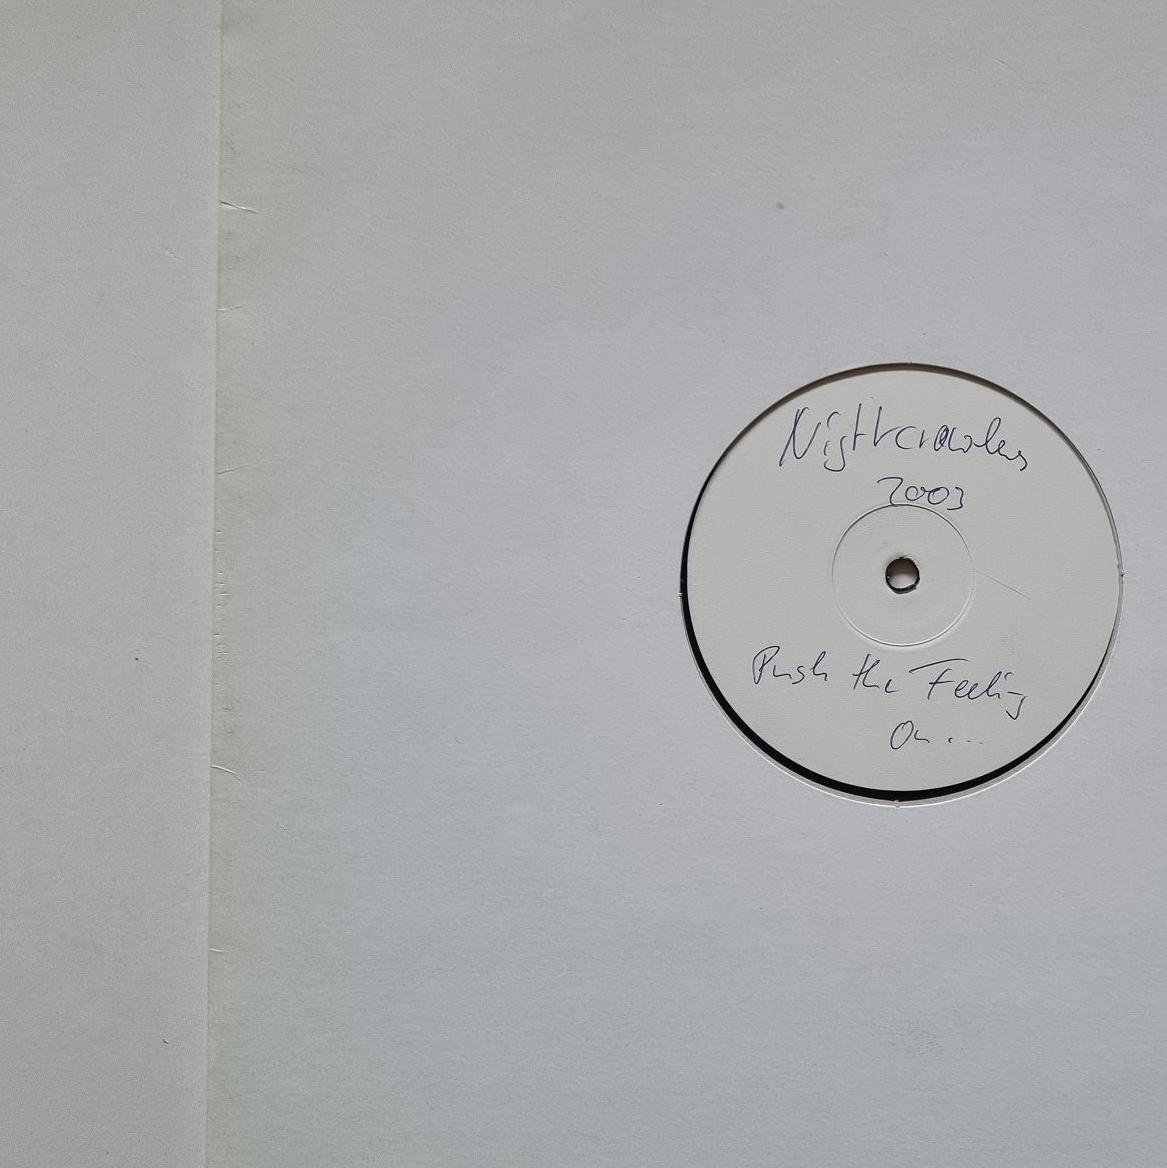 Nightcrawlers
2003
Push the Feeling
On ....